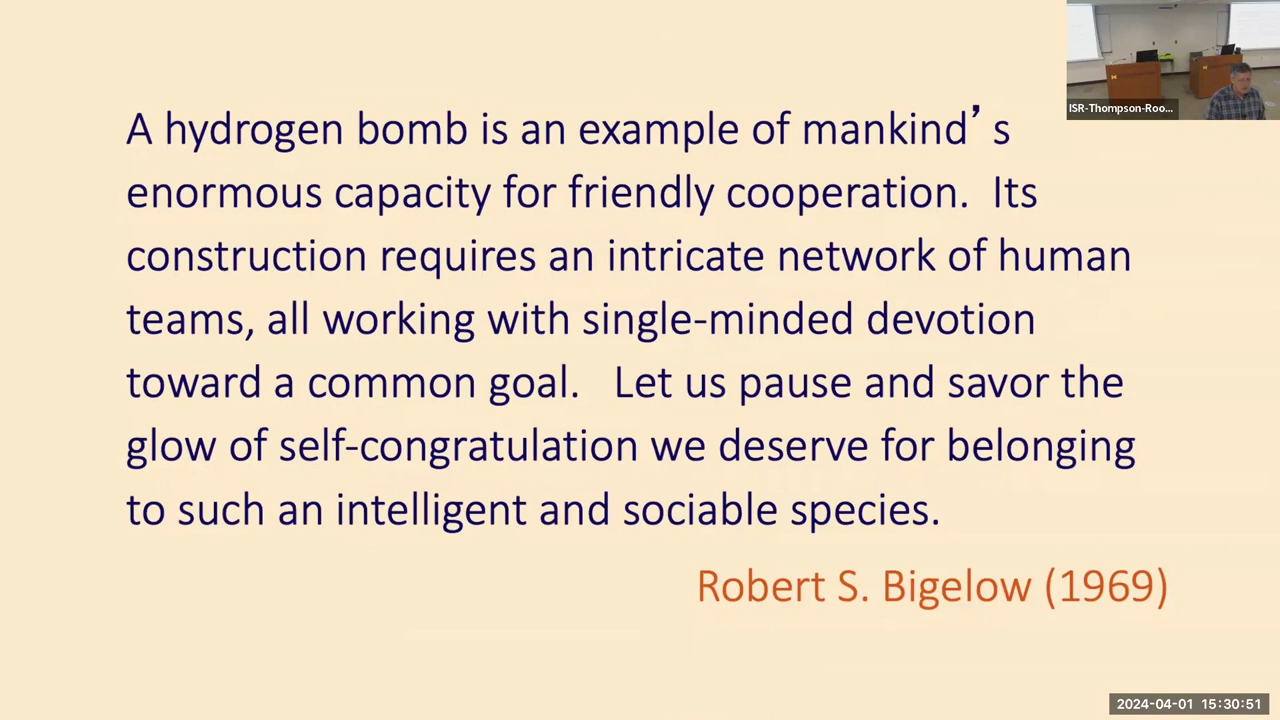 A hydrogen bomb is an example of mankind’s
enormous capacity for friendly cooperation.  Its
construction requires an intricate network of human
teams, all working with single-minded devotion
toward a common goal.   Let us pause and savor the
glow of self-congratulation we deserve for belonging
to such an intelligent and sociable species.
Robert S. Bigelow (1969)
ISR-Thompson-Roo...
2024-04-01 15:30:51